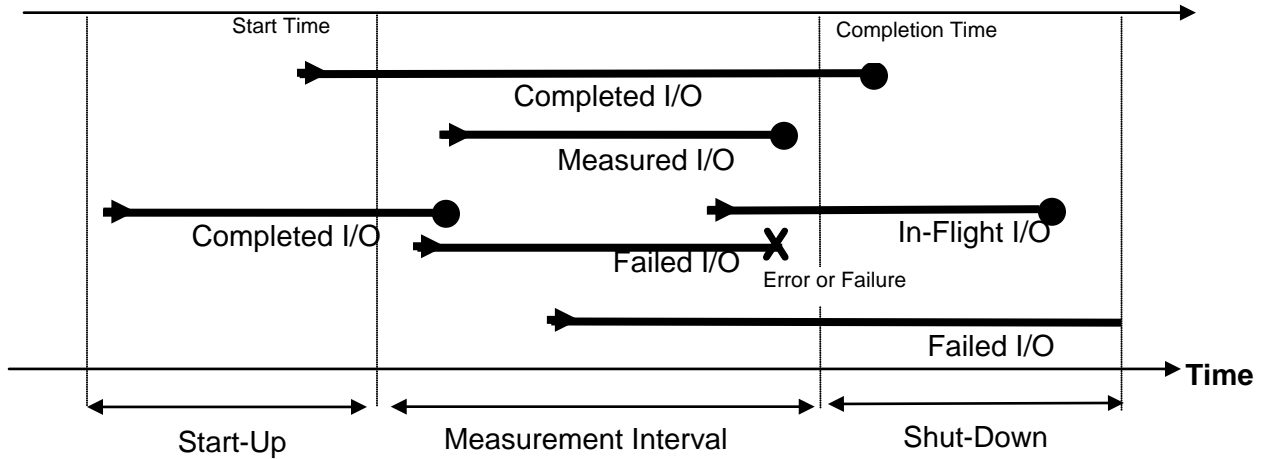 Start Time
Completion Time
Completed I/O
Measured I/O
Completed I/O
In-Flight I/O
Failed I/O
Error or Failure
Failed I/O
Time
Start-Up
Measurement Interval
Shut-Down